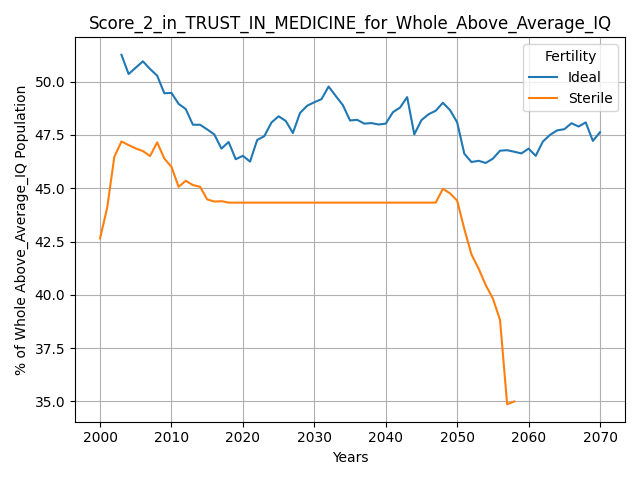 Score_2_in_TRUST_IN_MEDICINE_for_Whole_Above_Average_IQ
Fertility
Ideal
Sterile
% of Whole Above_Average_IQ Population
50.0
47.5
45.0
42.5
40.0
37.5
35.0
2000 2010 2020 2030 2040 2050 2060 2070
Years